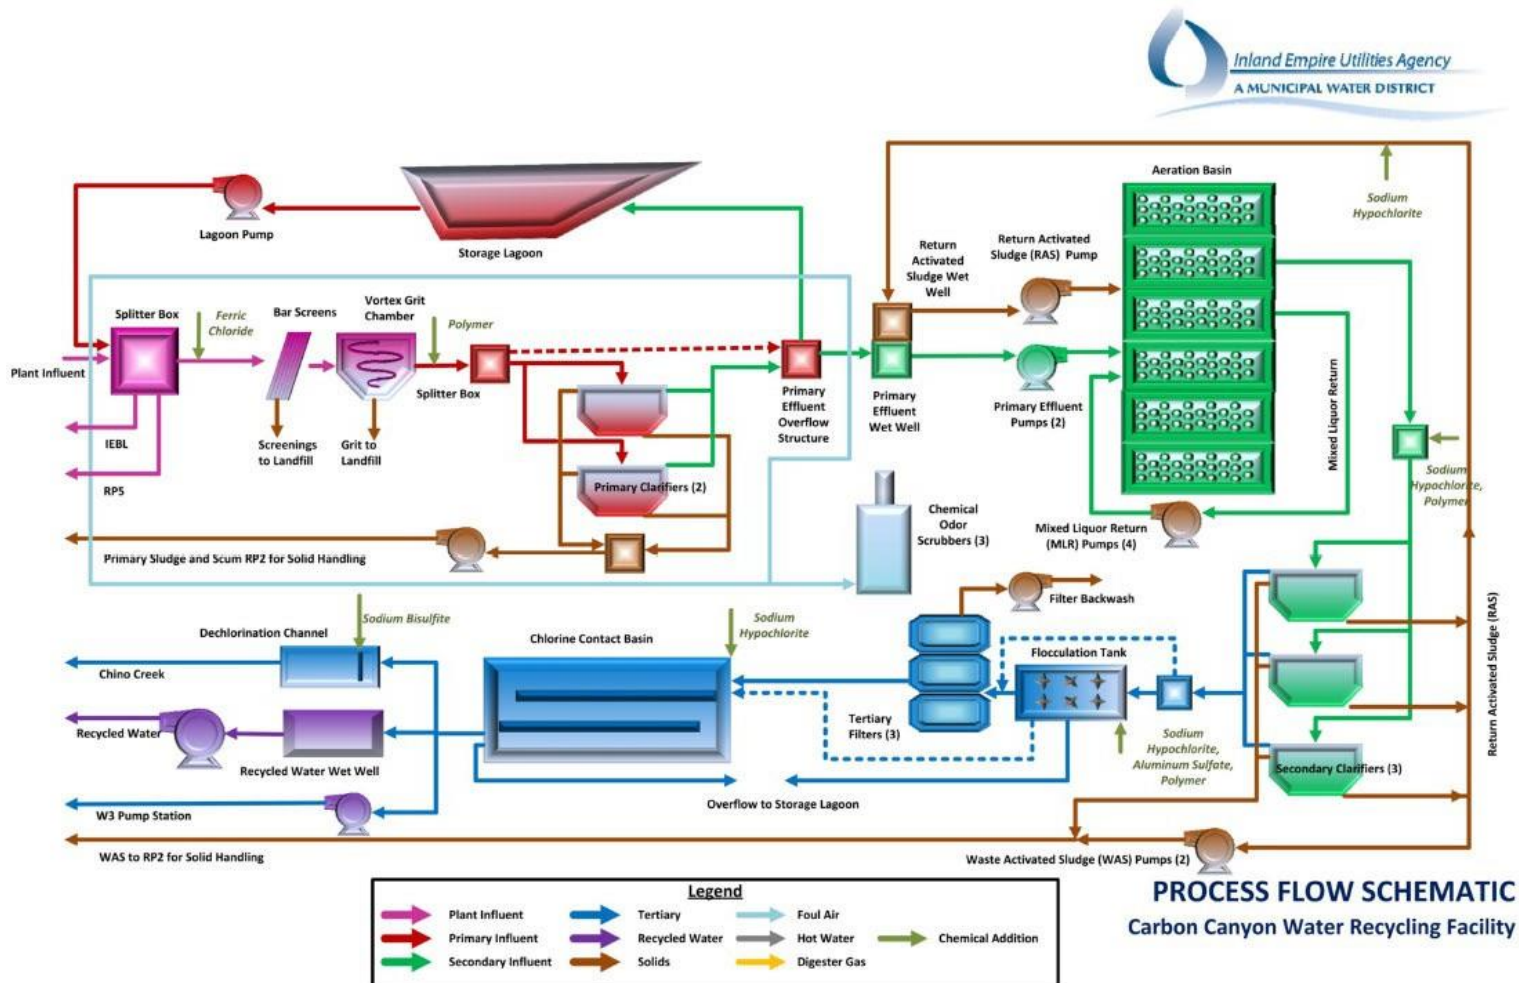 Inland Empire Utilities Agency
A MUNICIPAL WATER DISTRICT
Aeration Basin
Sodium
Hypochlorite
Lagoon Pump
Storage Lagoon
Return
Activated
Sludge Wet
Well
Return Activated
Sludge (RAS) Pump
Splitter Box
Ferric
Chloride
Bar Screens
Vortex Grit
Chamber
Polymer
Plant Influent
Splitter Box
Primary
Effluent
Overflow
Structure
Primary
Effluent
Wet Well
Primary Effluent
Pumps (2)
Mixed Liquor Return
IEBL
Screenings
to Landfill
Grit to
Landfill
RP5
Primary Clarifiers (2)
Sodium
Hypochlorite,
Polymer
Chemical
Odor
Scrubbers (3)
Mixed Liquor Return
(MLR) Pumps (4)
Primary Sludge and Scum RP2 for Solid Handling
Filter Backwash
Return Activated Sludge (RAS)
Sodium Bisulfite
Dechlorination Channel
Chlorine Contact Basin
Sodium
Hypochlorite
Flocculation Tank
Chino Creek
Tertiary
Filters (3)
Recycled Water
Recycled Water Wet Well
Sodium
Hypochlorite,
Aluminum Sulfate,
Polymer
Secondary Clarifiers (3)
Overflow to Storage Lagoon
W3 Pump Station
WAS to RP2 for Solid Handling
Waste Activated Sludge (WAS) Pumps (2)
Legend
Plant Influent
Tertiary
Foul Air
Primary Influent
Recycled Water
Hot Water
Chemical Addition
Secondary Influent
Solids
Digester Gas
PROCESS FLOW SCHEMATIC
Carbon Canyon Water Recycling Facility